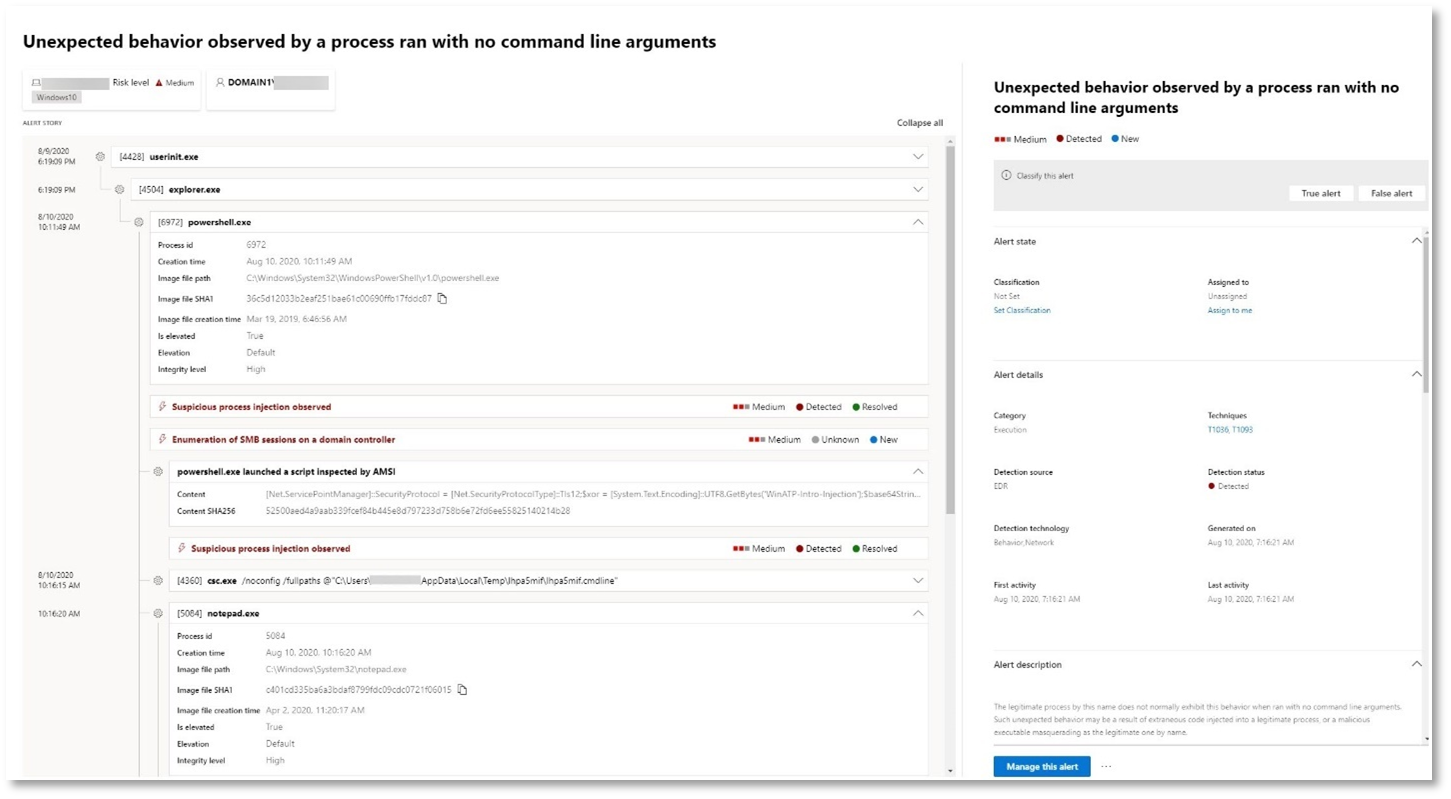 Unexpected behavior observed by a process ran with no command line arguments
Risk level Medium
Windows10
DOMAIN1\
ALERT STORY
Collapse all
8/9/2020
6:19:09 PM
[4428] userinit.exe
6:19:09 PM
[4504] explorer.exe
8/10/2020
10:11:49 AM
[6972] powershell.exe
Process id 6972
Creation time Aug 10, 2020, 10:11:49 AM
Image file path C:\Windows\System32\WindowsPowerShell\v1.0\powershell.exe
Image file SHA1 36c5d12033b2eaf251bae61c00690ffb17fddc87
Image file creation time Mar 19, 2019, 6:46:56 AM
Is elevated True
Elevation Default
Integrity level High
Suspicious process injection observed Medium Detected Resolved
Enumeration of SMB sessions on a domain controller Medium Unknown New
powershell.exe launched a script inspected by AMSI
Content [Net.ServicePointManager]::SecurityProtocol = [Net.SecurityProtocolType]::Tls12;$xor = [System.Text.Encoding]::UTF8.GetBytes('WinATP-Intro-Injection');$base64Strin...
Content SHA256 52500aed4a9aab339fcef84b445e8d797233d758b6e72fd6ee55825140214b28
Suspicious process injection observed Medium Detected Resolved
8/10/2020
10:16:15 AM
[4360] csc.exe /noconfig /fullpaths @"C:\Users\ AppData\Local\Temp\lhpa5mif\lhpa5mif.cmdline"
10:16:20 AM
[5084] notepad.exe
Process id 5084
Creation time Aug 10, 2020, 10:16:20 AM
Image file path C:\Windows\System32\notepad.exe
Image file SHA1 c401cd335ba6a3bdaf8799fdc09cdc0721f06015
Image file creation time Apr 2, 2020, 11:20:17 AM
Is elevated True
Elevation Default
Integrity level High
Unexpected behavior observed by a process ran with no
command line arguments
Medium Detected New
Classify this alert
True alert False alert
Alert state
Classification Assigned to
Not Set Unassigned
Set Classification Assign to me
Alert details
Category Techniques
Execution T1036, T1093
Detection source Detection status
EDR Detected
Detection technology Generated on
Behavior,Network Aug 10, 2020, 7:16:21 AM
First activity Last activity
Aug 10, 2020, 7:16:21 AM Aug 10, 2020, 7:16:21 AM
Alert description
The legitimate process by this name does not normally exhibit this behavior when ran with no command line arguments.
Such unexpected behavior may be a result of extraneous code injected into a legitimate process, or a malicious
executable masquerading as the legitimate one by name.
Manage this alert ...